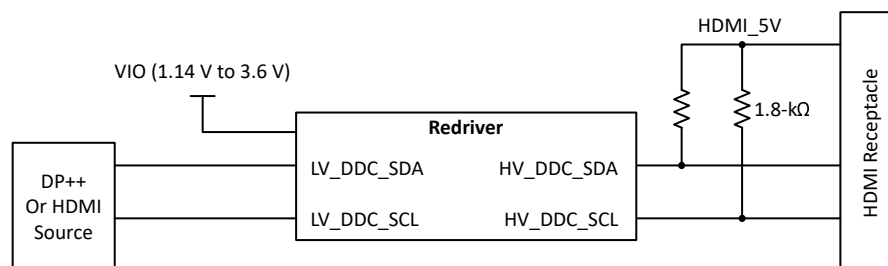 HDMI_5V
VIO (1.14 V to 3.6 V)
1.8-kΩ
Redriver
LV_DDC_SDA
HV_DDC_SDA
LV_DDC_SCL
HV_DDC_SCL
DP++
Or HDMI
Source
HDMI Receptacle